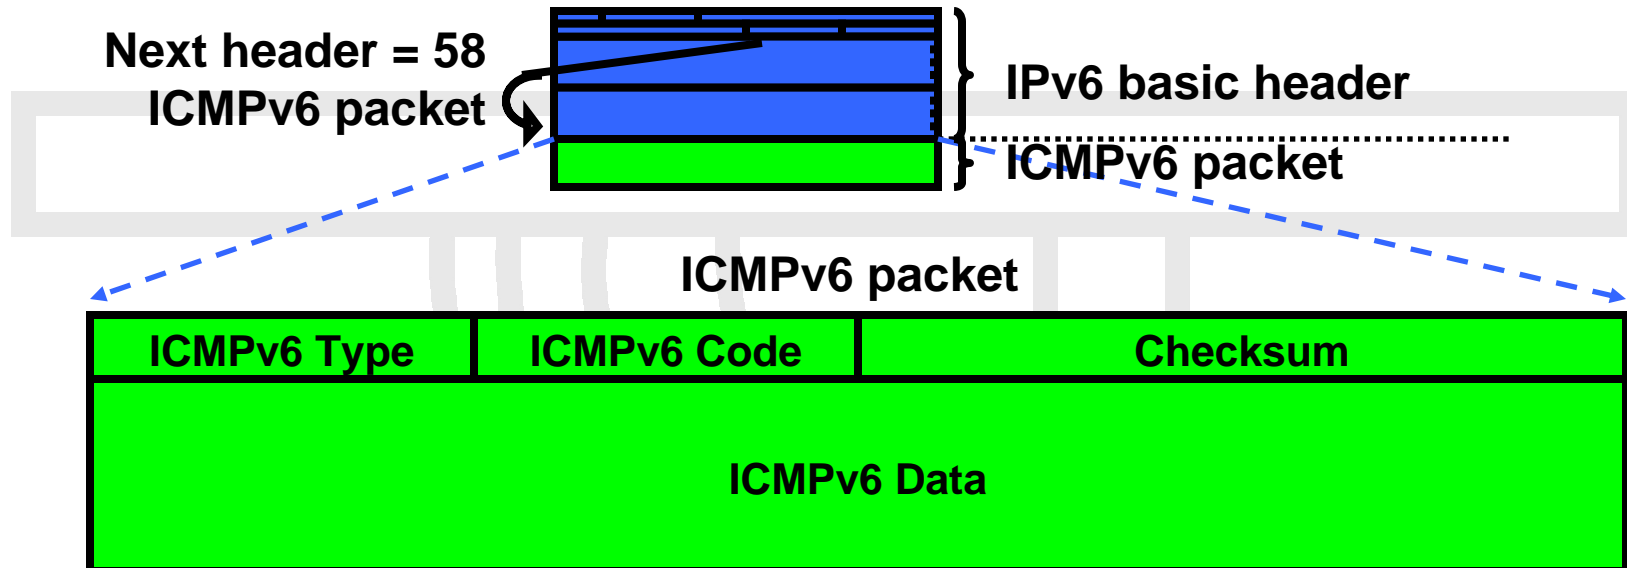 Next header = 58
ICMPv6 packet
IPv6 basic header
ICMPv6 packet
ICMPv6 packet
ICMPv6 Type
ICMPv6 Code
Checksum
ICMPv6 Data